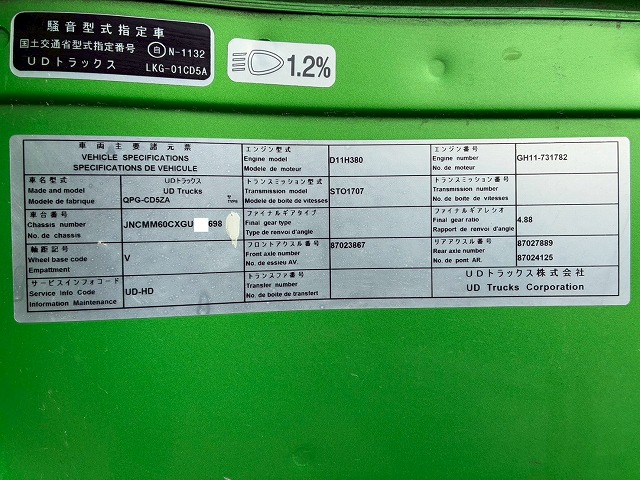 騒音型式指定車
国土交通省型式指定番号 自 N-1132
UDトラックス LKG-01CD5A
1.2%
車両主要諸元票
VEHICLE SPECIFICATIONS
SPECIFICATIONS DE VEHICULE
車名型式 UDトラックス
Made and model UD Trucks
Modele de fabrique QPG-CD5ZA TYPE
車台番号
Chassis number JNCMM60CXGU 698
No. de chassis
軸距記号
Wheel base code V
Empattment
サービスインフォコード
Service Info Code UD-HD
Information Maintenance
エンジン型式
Engine model D11H380
Modele de moteur
トランスミッション型式
Transmission model STO1707
Modele de boite de vitesses
ファイナルギアタイプ
Final gear type
Type de renvoi d'angle
フロントアクスル番号 87023867
Front axle number
No. de essieu AV.
トランスファ番号
Transfer number
No. de boite de transfert
エンジン番号
Engine number GH11-731782
No. de moteur
トランスミッション番号
Transmission number
No. de boite de vitesses
ファイナルギアレシオ
Final gear ratio 4.88
Rapport de renvoi d'angle
リアアクスル番号 87027889
Rear axle number
No. de pont AR. 87024125
UDトラックス株式会社
UD Trucks Corporation